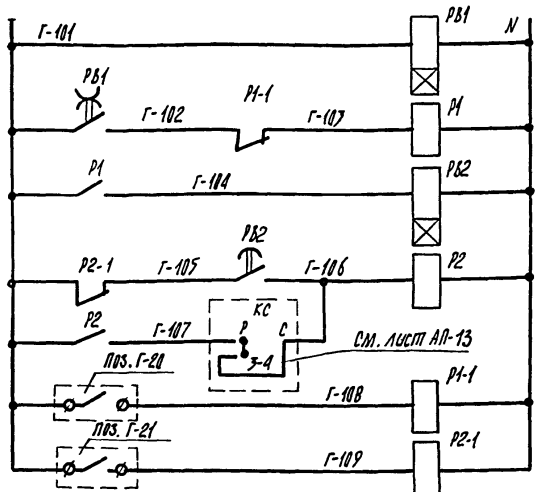 Г-101
РВ1
N
РВ1
Г-102
Р1-1
Г-103
Р1
Р1
Г-104
РВ2
Р2-1
Г-105
РВ2
Г-106
Р2
Р2
Г-107
КС
Р
С
3-4
См. лист АП-13
Поз. Г-20
Г-108
Р1-1
Поз. Г-21
Г-109
Р2-1